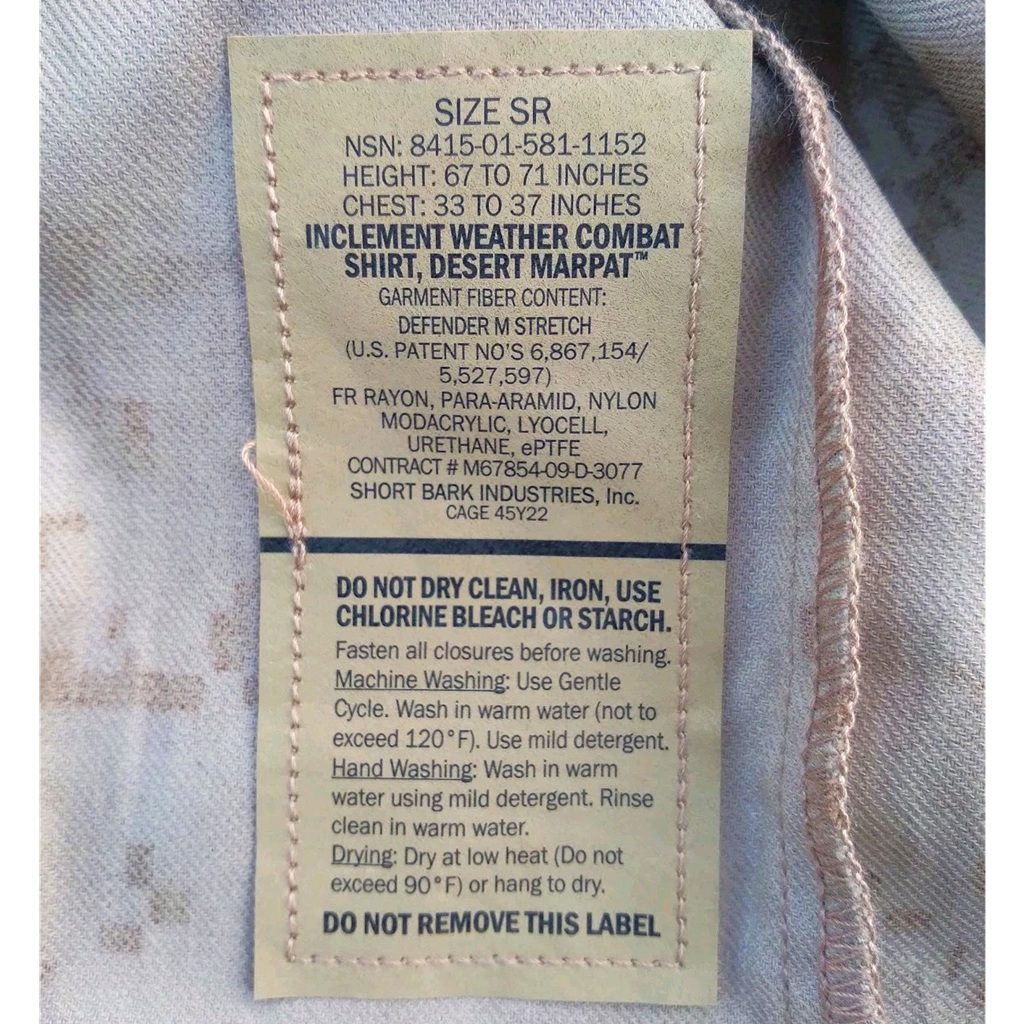 SIZE SR
NSN: 8415-01-581-1152
HEIGHT: 67 TO 71 INCHES
CHEST: 33 TO 37 INCHES
INCLEMENT WEATHER COMBAT
SHIRT, DESERT MARPAT™
GARMENT FIBER CONTENT:
DEFENDER M STRETCH
(U.S. PATENT NO'S 6,867,154/
5,527,597)
FR RAYON, PARA-ARAMID, NYLON
MODACRYLIC, LYOCELL,
URETHANE, ePTFE
CONTRACT # M67854-09-D-3077
SHORT BARK INDUSTRIES, Inc.
CAGE 45Y22
DO NOT DRY CLEAN, IRON, USE
CHLORINE BLEACH OR STARCH.
Fasten all closures before washing.
Machine Washing: Use Gentle
Cycle. Wash in warm water (not to
exceed 120°F). Use mild detergent.
Hand Washing: Wash in warm
water using mild detergent. Rinse
clean in warm water.
Drying: Dry at low heat (Do not
exceed 90°F) or hang to dry.
DO NOT REMOVE THIS LABEL